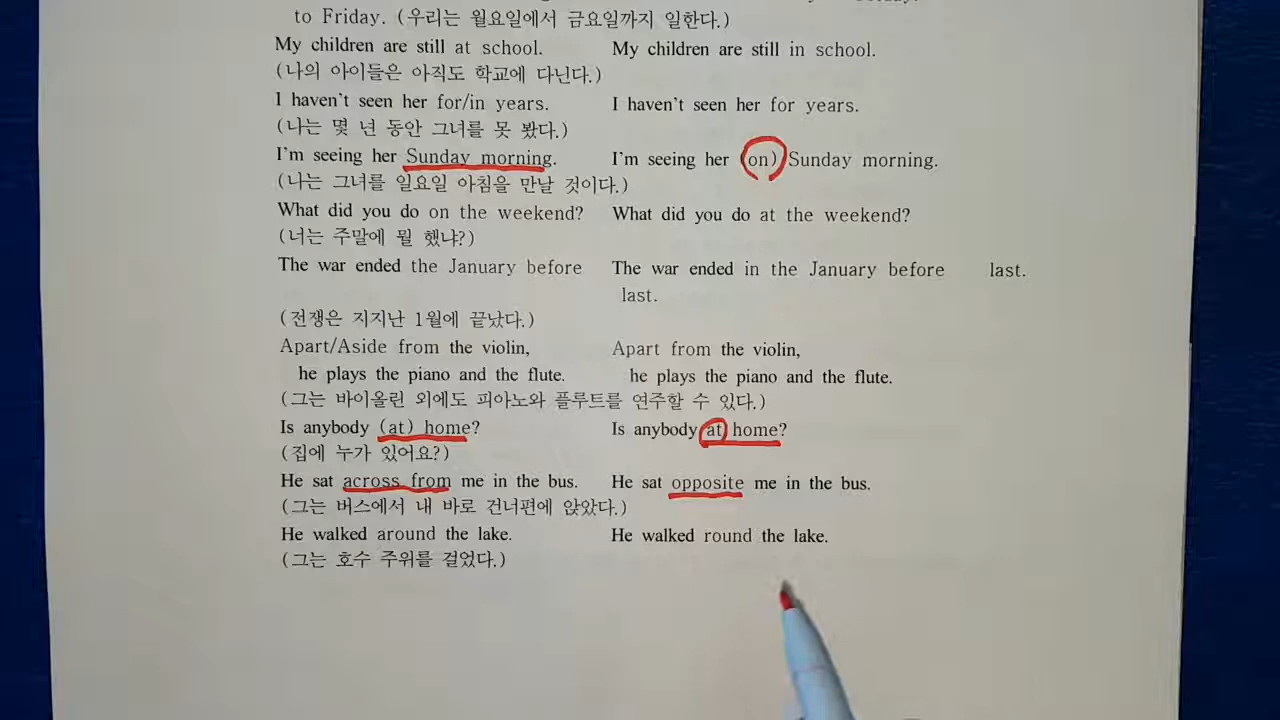 to Friday. (우리는 월요일에서 금요일까지 일한다.)
My children are still at school. My children are still in school.
(나의 아이들은 아직도 학교에 다닌다.)
I haven't seen her for/in years. I haven't seen her for years.
(나는 몇 년 동안 그녀를 못 봤다.)
I'm seeing her Sunday morning. I'm seeing her (on) Sunday morning.
(나는 그녀를 일요일 아침을 만날 것이다.)
What did you do on the weekend? What did you do at the weekend?
(너는 주말에 뭘 했냐?)
The war ended the January before The war ended in the January before last.
last.
(전쟁은 지지난 1월에 끝났다.)
Apart/Aside from the violin, Apart from the violin,
he plays the piano and the flute. he plays the piano and the flute.
(그는 바이올린 외에도 피아노와 플루트를 연주할 수 있다.)
Is anybody (at) home? Is anybody at home?
(집에 누가 있어요?)
He sat across from me in the bus. He sat opposite me in the bus.
(그는 버스에서 내 바로 건너편에 앉았다.)
He walked around the lake. He walked round the lake.
(그는 호수 주위를 걸었다.)